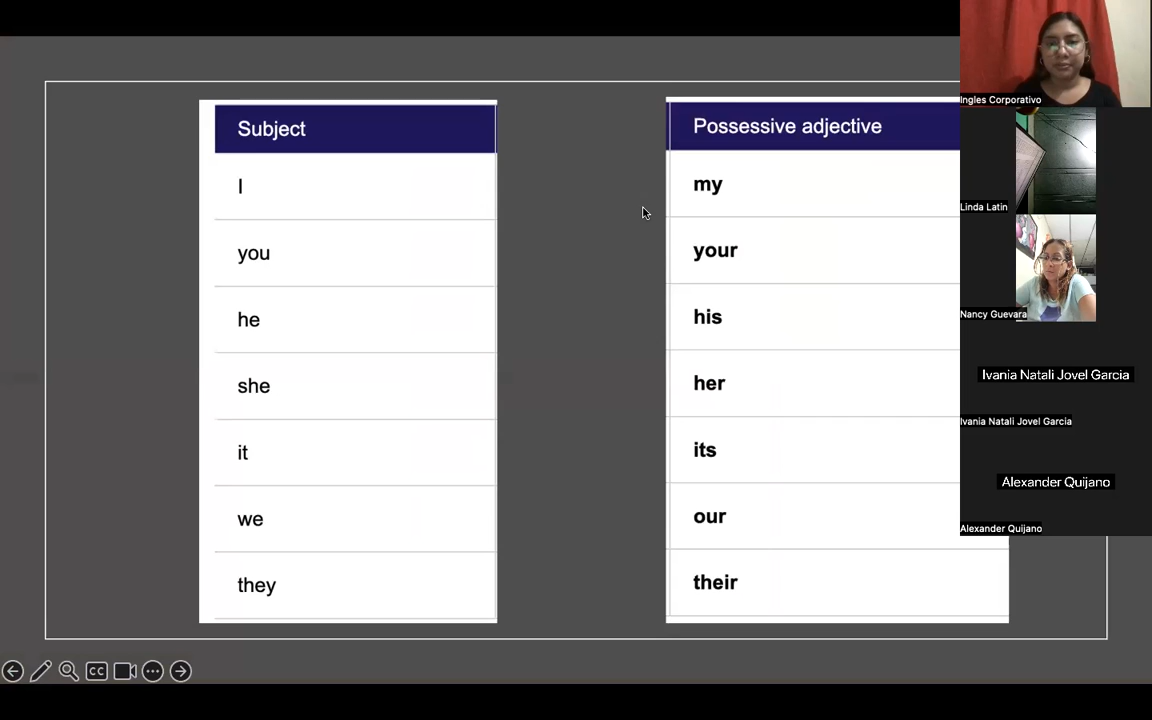 Subject
I
you
he
she
it
we
they
Possessive adjective
my
your
his
her
its
our
their
Ingles Corporativo
Linda Latin
Nancy Guevara
Ivania Natali Jovel Garcia
Ivania Natali Jovel Garcia
Alexander Quijano
Alexander Quijano
CC